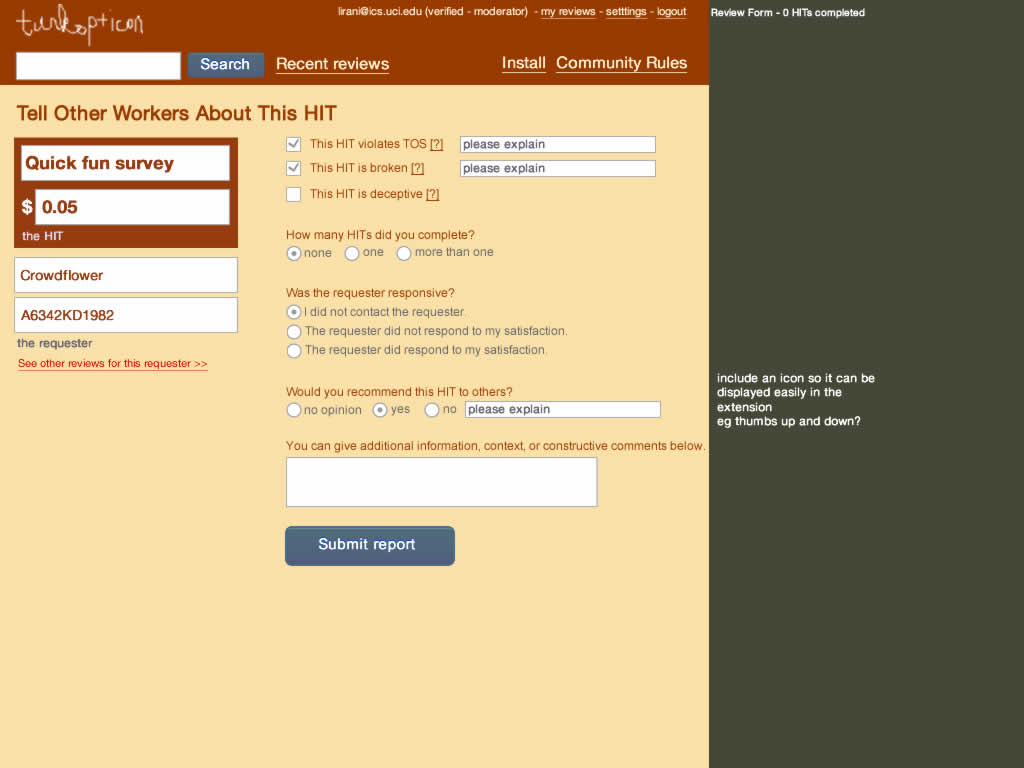 turkopticon
lirani@ics.uci.edu (verified - moderator) - my reviews - setttings - logout
Search
Recent reviews
Install
Community Rules
Review Form - 0 HITs completed
Tell Other Workers About This HIT
Quick fun survey
$ 0.05
the HIT
Crowdflower
A6342KD1982
the requester
See other reviews for this requester >>
This HIT violates TOS [?] please explain
This HIT is broken [?] please explain
This HIT is deceptive [?]
How many HITs did you complete?
none one more than one
Was the requester responsive?
I did not contact the requester.
The requester did not respond to my satisfaction.
The requester did respond to my satisfaction.
Would you recommend this HIT to others?
no opinion yes no please explain
You can give additional information, context, or constructive comments below.
Submit report
include an icon so it can be
displayed easily in the
extension
eg thumbs up and down?